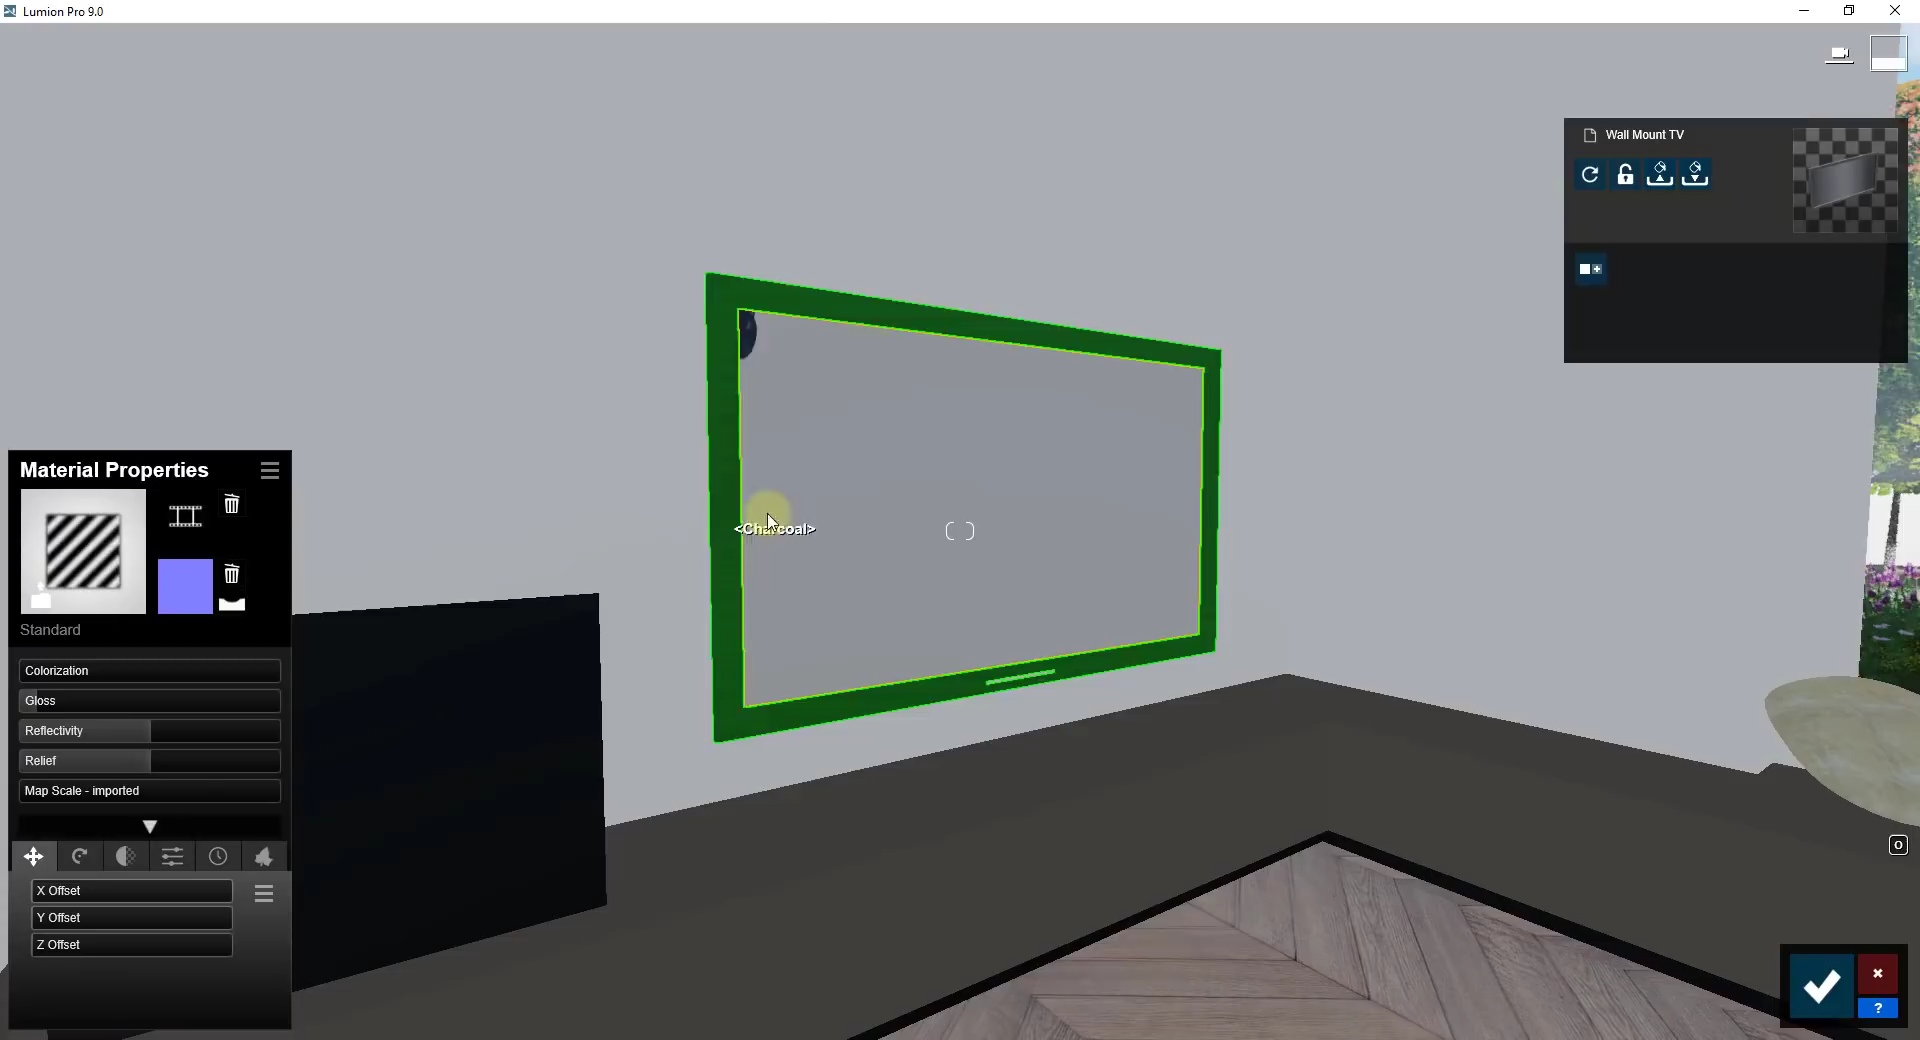 Lumion Pro 9.0
Wall Mount TV
Material Properties
<Charcoal>
Standard
Colorization
Gloss
Reflectivity
Relief
Map Scale - imported
X Offset
Y Offset
Z Offset
O
?